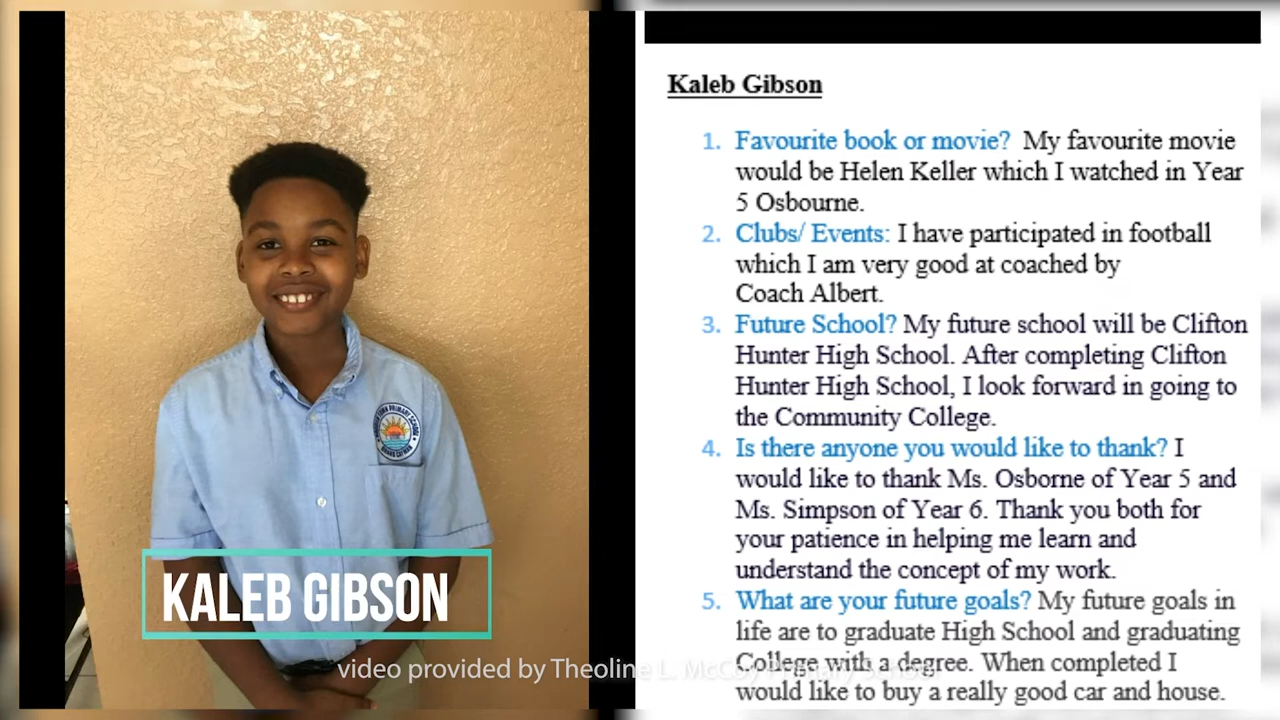 KALEB GIBSON
video provided by Theoline L. McCoy Primary School
Kaleb Gibson
1. Favourite book or movie? My favourite movie
would be Helen Keller which I watched in Year
5 Osbourne.
2. Clubs/ Events: I have participated in football
which I am very good at coached by
Coach Albert.
3. Future School? My future school will be Clifton
Hunter High School. After completing Clifton
Hunter High School, I look forward in going to
the Community College.
4. Is there anyone you would like to thank? I
would like to thank Ms. Osborne of Year 5 and
Ms. Simpson of Year 6. Thank you both for
your patience in helping me learn and
understand the concept of my work.
5. What are your future goals? My future goals in
life are to graduate High School and graduating
College with a degree. When completed I
would like to buy a really good car and house.